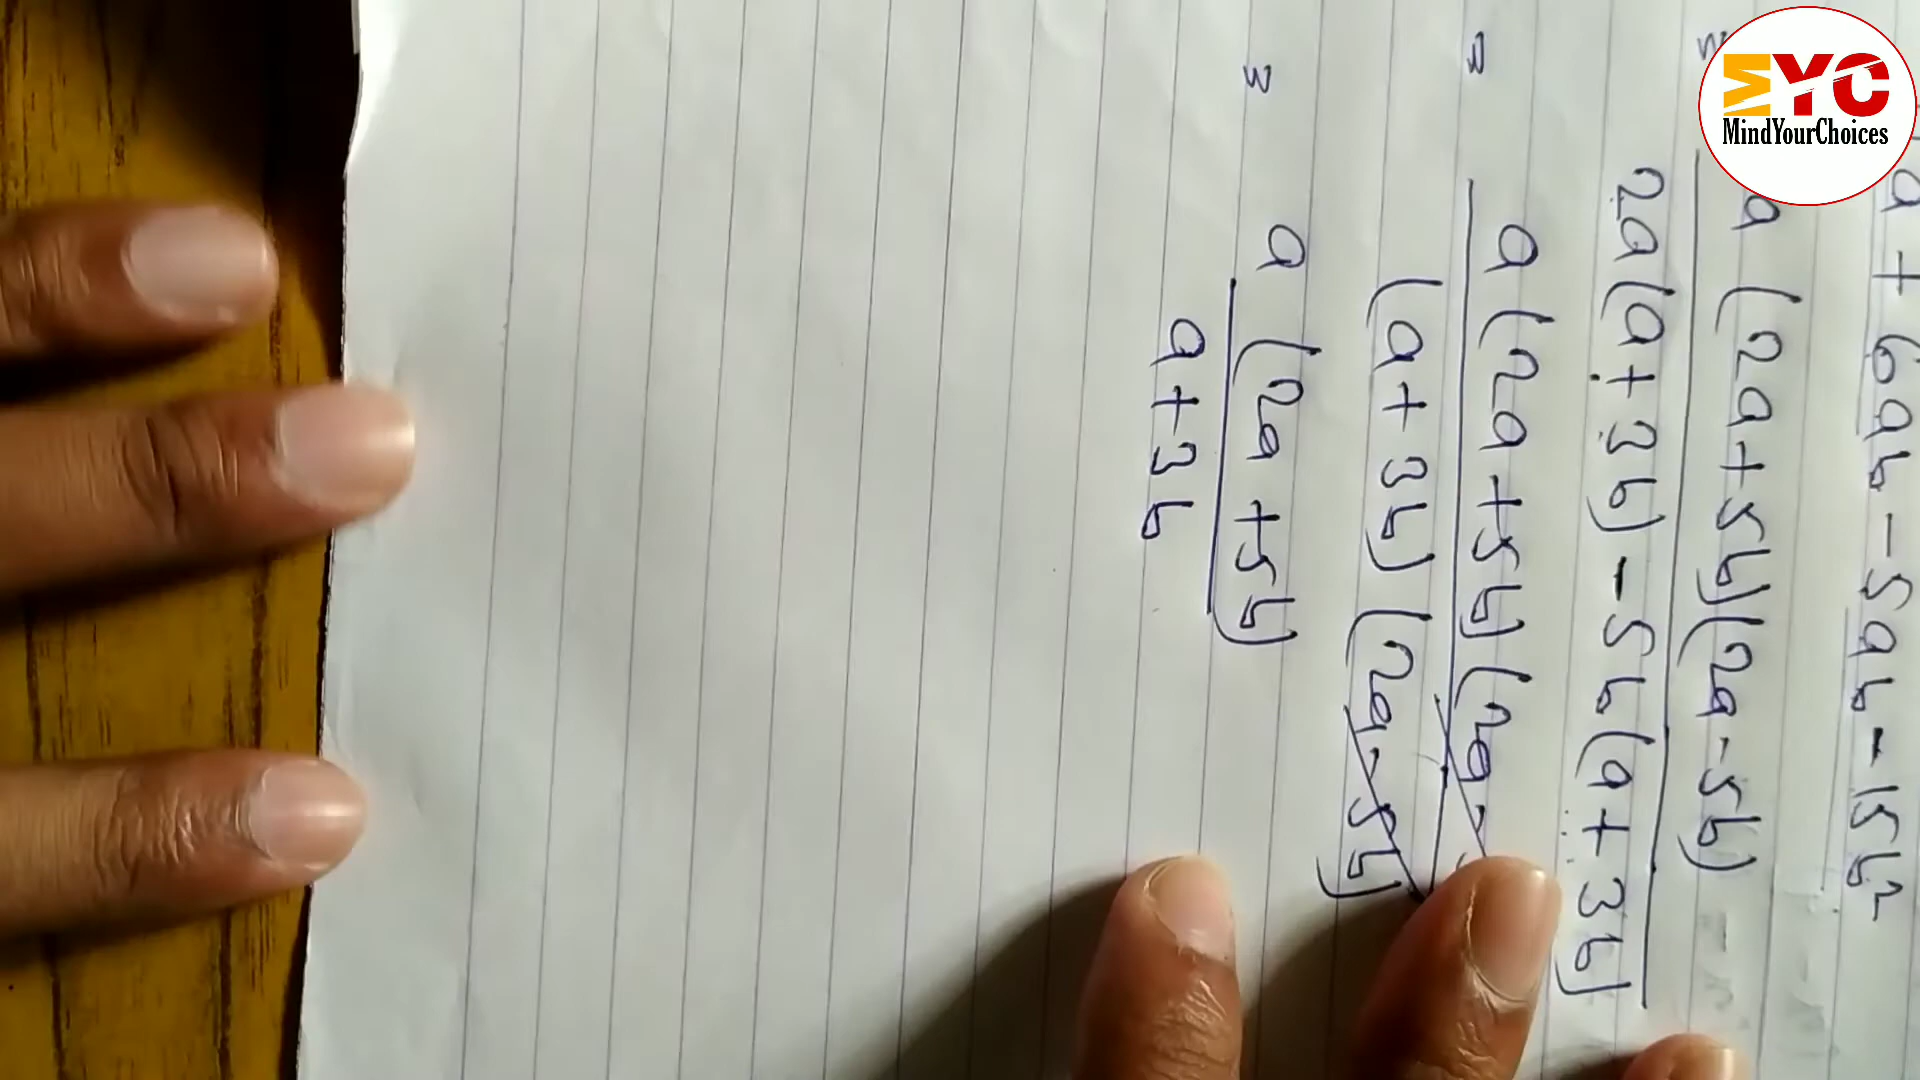 MYC
MindYourChoices
a + 6ab - 5ab - 15b²
= a (2a+5b)(2a-5b)
2a(a+3b) - 5b(a+3b)
= a (2a+5b) (2a-
(a+3b) (2a-5b)
= a (2a+5b)
a+3b